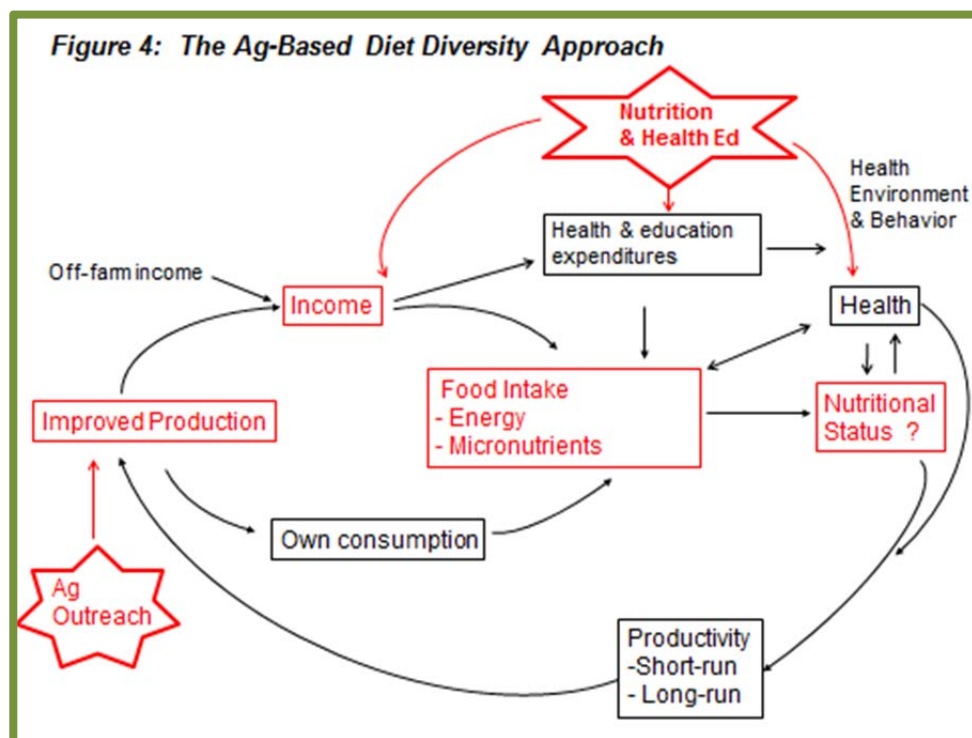 Figure 4: The Ag-Based Diet Diversity Approach
Nutrition
& Health Ed
Health
Environment
& Behavior
Health & education
expenditures
Off-farm income
Income
Health
Food Intake
- Energy
- Micronutrients
Nutritional
Status ?
Improved Production
Own consumption
Ag
Outreach
Productivity
-Short-run
- Long-run